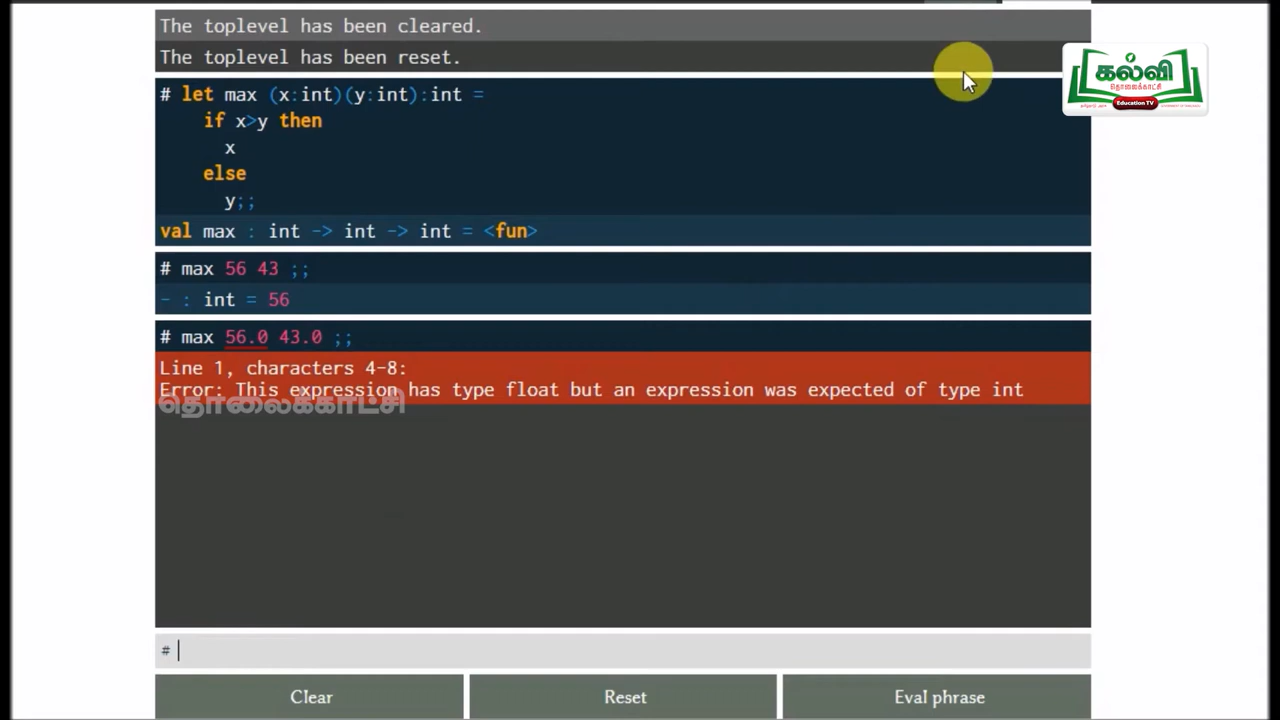 The toplevel has been cleared.
The toplevel has been reset.
கல்வி
தொலைக்காட்சி
Education TV
# let max (x:int)(y:int):int =
if x>y then
x
else
y;;
val max : int -> int -> int = <fun>
# max 56 43 ;;
- : int = 56
# max 56.0 43.0 ;;
Line 1, characters 4-8:
Error: This expression has type float but an expression was expected of type int
தொலைக்காட்சி
#
Clear
Reset
Eval phrase